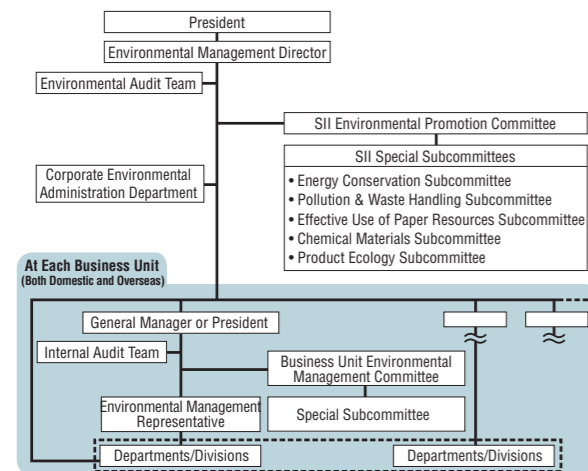 President
Environmental Management Director
Environmental Audit Team
SII Environmental Promotion Committee
SII Special Subcommittees
• Energy Conservation Subcommittee
• Pollution & Waste Handling Subcommittee
• Effective Use of Paper Resources Subcommittee
• Chemical Materials Subcommittee
• Product Ecology Subcommittee
Corporate Environmental
Administration Department
At Each Business Unit
(Both Domestic and Overseas)
General Manager or President
Internal Audit Team
Business Unit Environmental
Management Committee
Environmental Management
Representative
Special Subcommittee
Departments/Divisions
Departments/Divisions